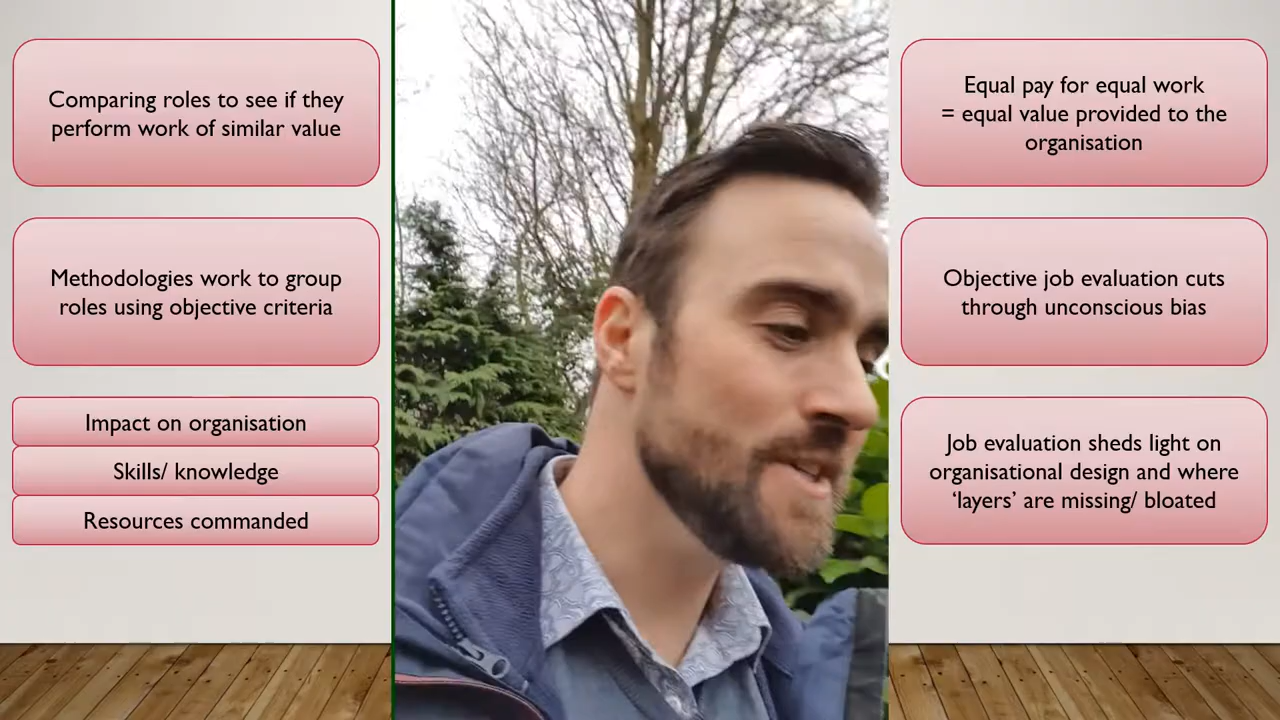 Comparing roles to see if they
perform work of similar value
Methodologies work to group
roles using objective criteria
Impact on organisation
Skills/ knowledge
Resources commanded
Equal pay for equal work
= equal value provided to the
organisation
Objective job evaluation cuts
through unconscious bias
Job evaluation sheds light on
organisational design and where
‘layers’ are missing/ bloated